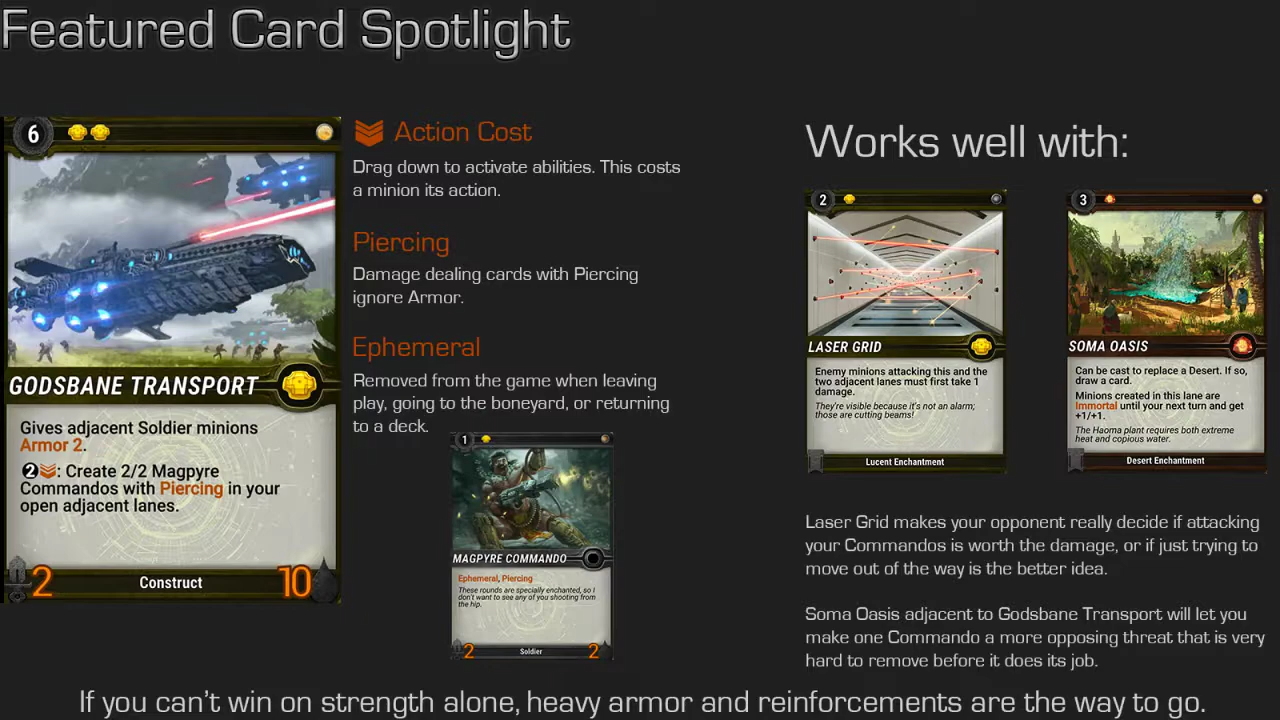 Featured Card Spotlight
6
GODSBANE TRANSPORT
Gives adjacent Soldier minions
Armor 2.
2: Create 2/2 Magpyre
Commandos with Piercing in your
open adjacent lanes.
2
Construct
10
Action Cost
Drag down to activate abilities. This costs
a minion its action.
Piercing
Damage dealing cards with Piercing
ignore Armor.
Ephemeral
Removed from the game when leaving
play, going to the boneyard, or returning
to a deck.
1
MAGPYRE COMMANDO
Ephemeral, Piercing
These rounds are specially enchanted, so I
don't want to see any of you shooting from
the hip.
2
Soldier
2
Works well with:
2
LASER GRID
Enemy minions attacking this and the
two adjacent lanes must first take 1
damage.
They're visible because it's not an alarm;
those are cutting beams!
Lucent Enchantment
3
SOMA OASIS
Can be cast to replace a Desert. If so,
draw a card.
Minions created in this lane are
Immortal until your next turn and get
+1/+1.
The Haoma plant requires both extreme
heat and copious water.
Desert Enchantment
Laser Grid makes your opponent really decide if attacking
your Commandos is worth the damage, or if just trying to
move out of the way is the better idea.
Soma Oasis adjacent to Godsbane Transport will let you
make one Commando a more opposing threat that is very
hard to remove before it does its job.
If you can't win on strength alone, heavy armor and reinforcements are the way to go.